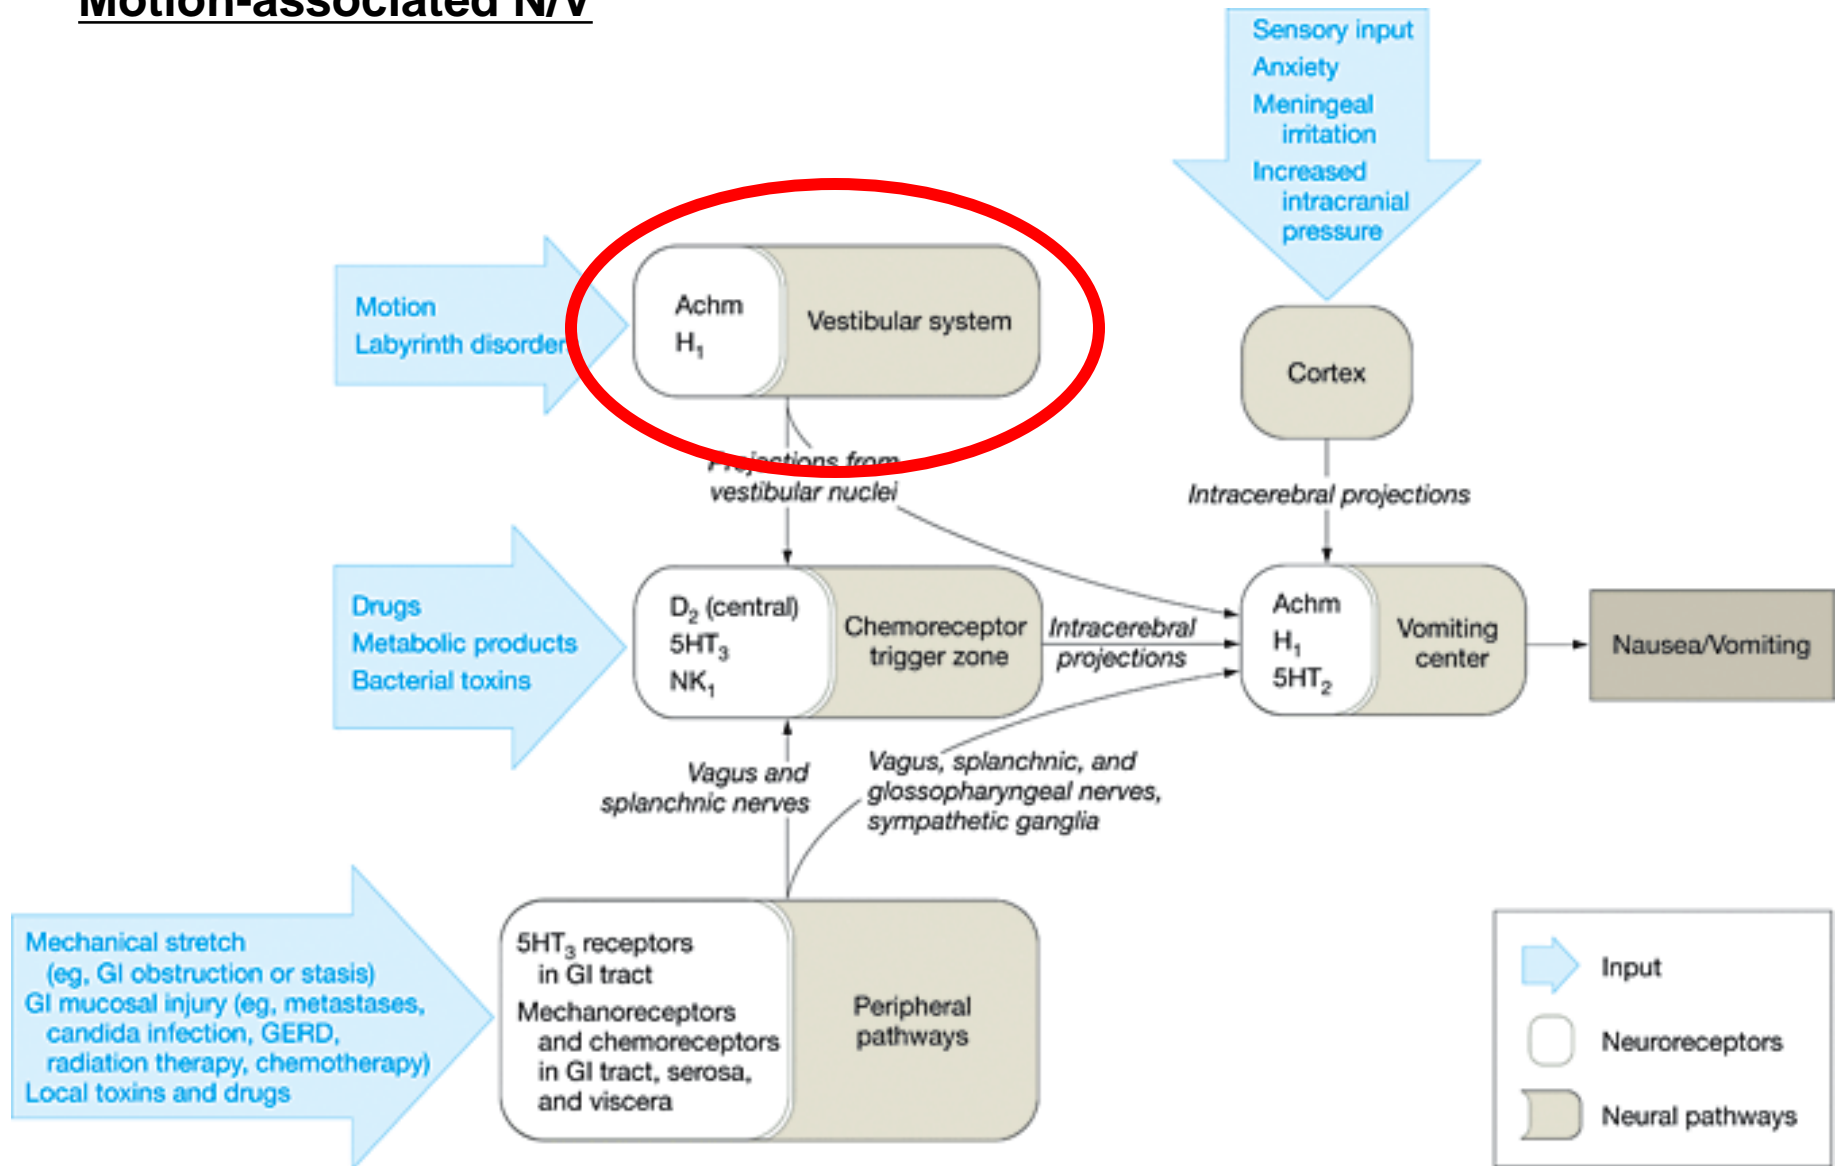 Motion-associated N/V
Sensory input
Anxiety
Meningeal
irritation
Increased
intracranial
pressure
Motion
Labyrinth disorder
Achm
H₁
Vestibular system
Cortex
Projections from
vestibular nuclei
Intracerebral projections
Drugs
Metabolic products
Bacterial toxins
D₂ (central)
5HT₃
NK₁
Chemoreceptor
trigger zone
Intracerebral
projections
Achm
H₁
5HT₂
Vomiting
center
Nausea/Vomiting
Vagus and
splanchnic nerves
Vagus, splanchnic, and
glossopharyngeal nerves,
sympathetic ganglia
Mechanical stretch
(eg, GI obstruction or stasis)
GI mucosal injury (eg, metastases,
candida infection, GERD,
radiation therapy, chemotherapy)
Local toxins and drugs
5HT₃ receptors
in GI tract
Mechanoreceptors
and chemoreceptors
in GI tract, serosa,
and viscera
Peripheral
pathways
Input
Neuroreceptors
Neural pathways